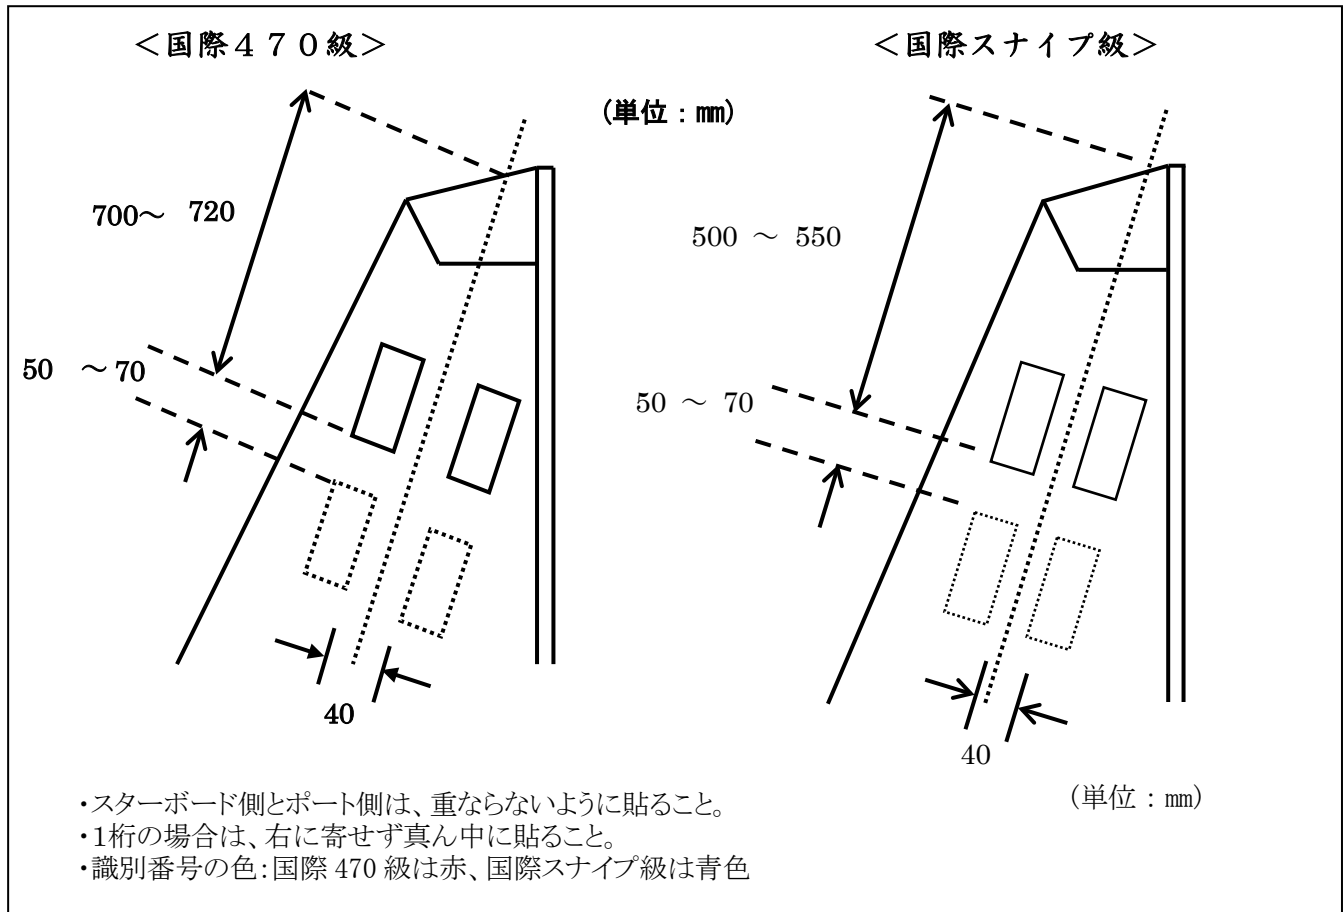 ＜国際４７０級＞
＜国際スナイプ級＞
(単位：㎜)
700～ 720
500 ～ 550
50 ～70
50 ～ 70
40
40
(単位：㎜)
・スターボード側とポート側は、重ならないように貼ること。
・1桁の場合は、右に寄せず真ん中に貼ること。
・識別番号の色：国際 470 級は赤、国際スナイプ級は青色